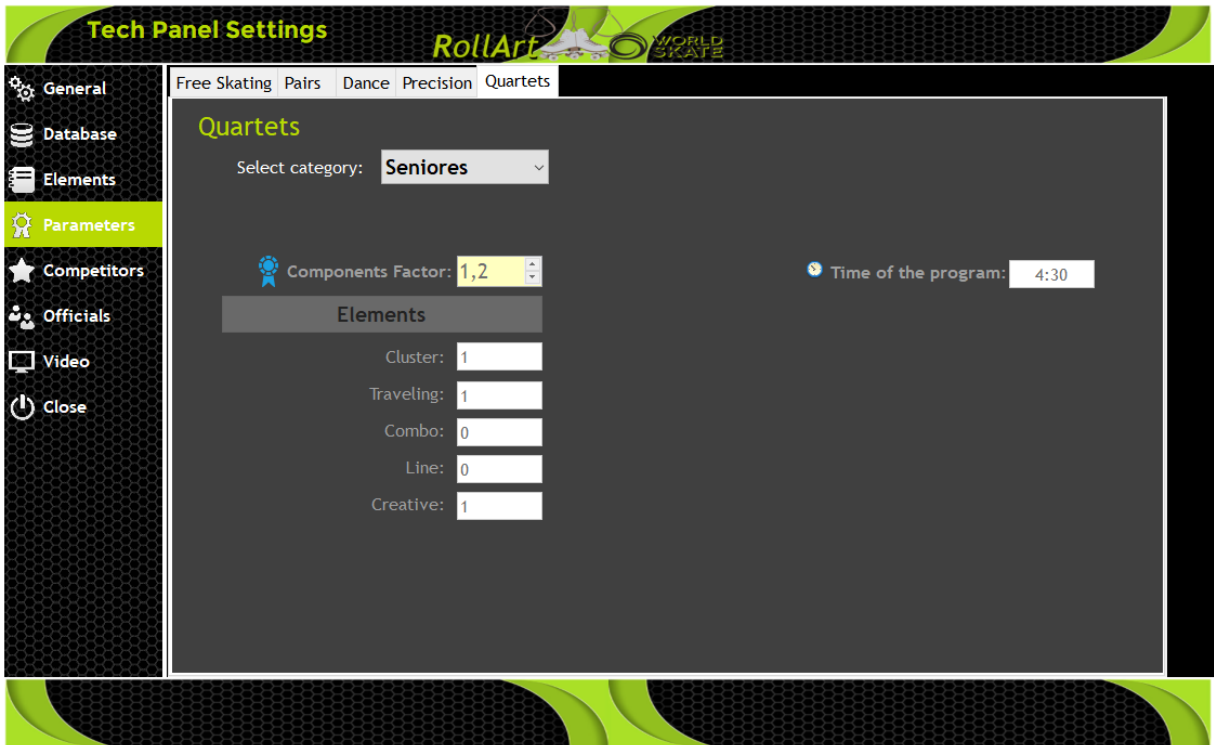 Tech Panel Settings
RollArt
WORLD
SKATE
General
Database
Elements
Parameters
Competitors
Officials
Video
Close
Free Skating Pairs Dance Precision Quartets
Quartets
Select category: Seniores
Components Factor: 1,2
Time of the program: 4:30
Elements
Cluster: 1
Traveling: 1
Combo: 0
Line: 0
Creative: 1